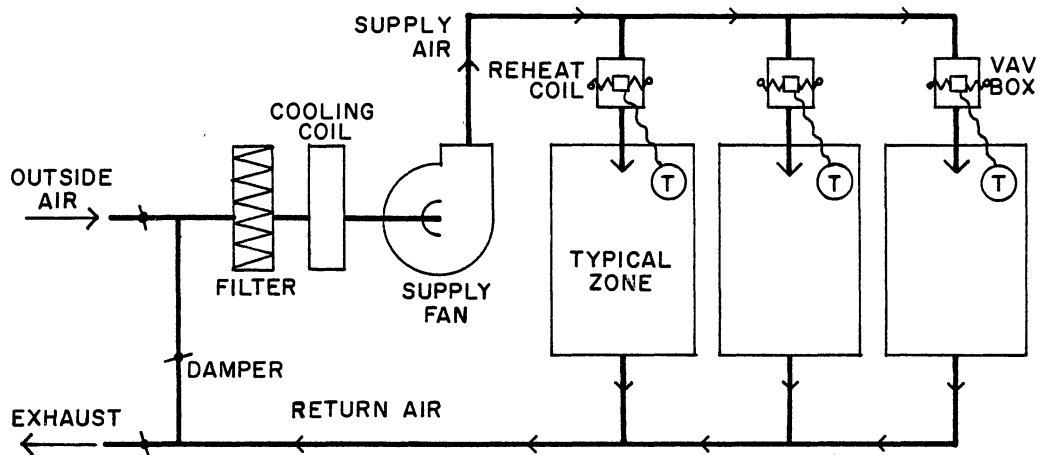 SUPPLY
AIR
REHEAT
COIL
VAV
BOX
COOLING
COIL
OUTSIDE
AIR
T
T
T
TYPICAL
ZONE
FILTER
SUPPLY
FAN
DAMPER
EXHAUST
RETURN AIR